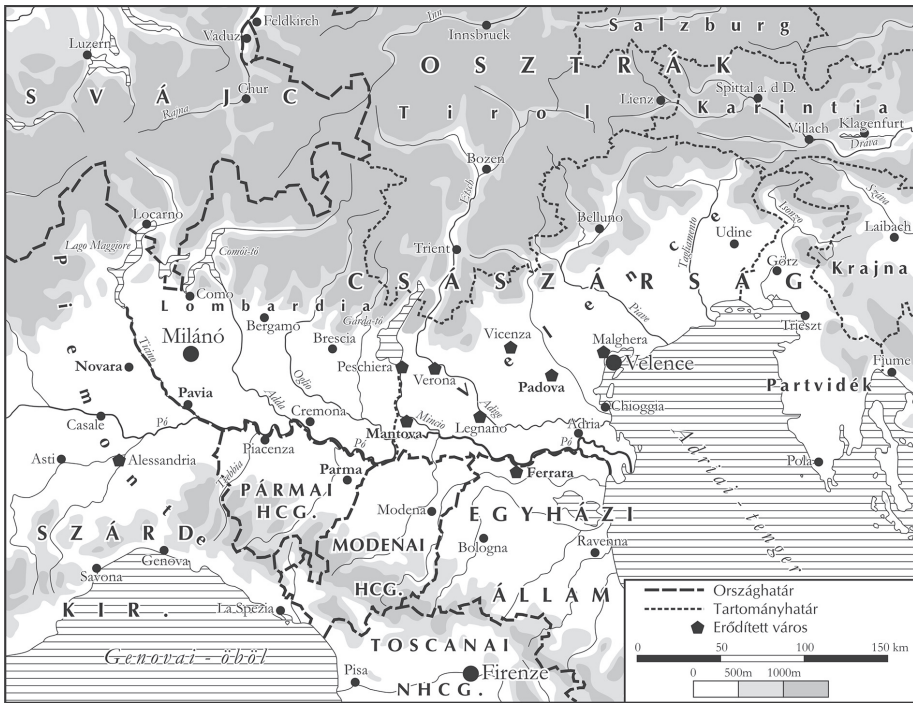 Feldkirch
Vaduz
Luzern
Inn
Innsbruck
Salzburg
OSZTRÁK
SVÁJC
Chur
Rajna
Tirol
Lienz
Spittal a. d D.
Karintia
Villach
Klagenfurt
Dráva
Bozen
Etsch
Locarno
Lago Maggiore
Comói-tó
Belluno
Tagliamento
Udine
Isonzo
Görz
Száva
Laibach
Krajna
Trient
CSÁSZÁRSÁG
Piemont
Como
Lombardia
Garda-tó
Bergamo
Brescia
Milánó
Ticino
Novara
Peschiera
Verona
Vicenza
Velence
Padova
Piave
Malghera
Velence
Trieszt
Fjume
Partvidék
Pavia
Adda
Oglio
Cremona
Mantova
Mincio
Legnano
Adige
Chioggia
Adria
Casale
Pó
Piacenza
Pó
Pó
Asti
Alessandria
Trebbia
Parma
PÁRMAI
HCG.
Ferrara
Pola
Adriai-tenger
Modena
MODENAI
HCG.
EGYHÁZI
ÁLLAM
Bologna
Ravenna
SZÁRD
KIR.
Genova
Savona
La Spezia
Genovai - öböl
TOSCANAI
NHCG.
Pisa
Firenze
Országhatár
Tartományhatár
Erődített város
0 50 100 150 km
0 500m 1000m